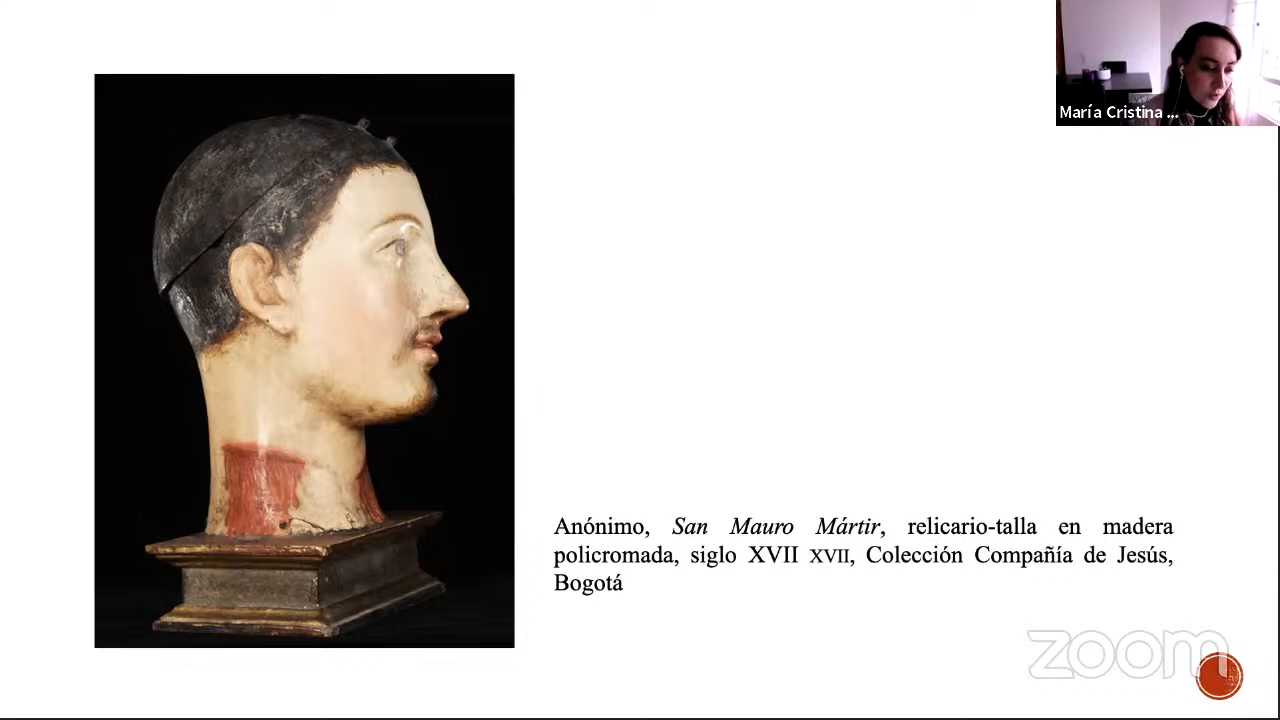 María Cristina ...
Anónimo, San Mauro Mártir, relicario-talla en madera
policromada, siglo XVII XVII, Colección Compañía de Jesús,
Bogotá
zoom